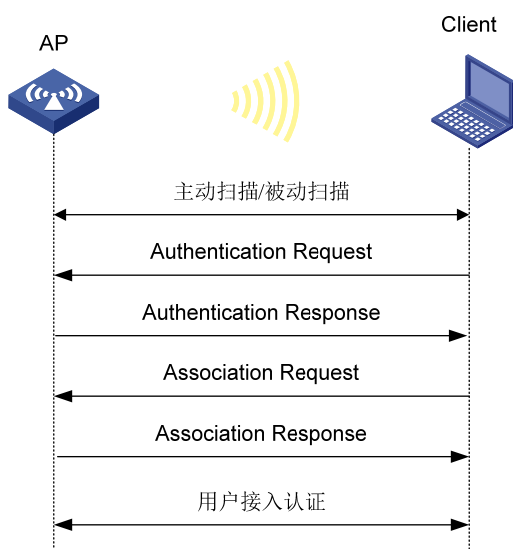 Client
AP
主动扫描/被动扫描
Authentication Request
Authentication Response
Association Request
Association Response
用户接入认证